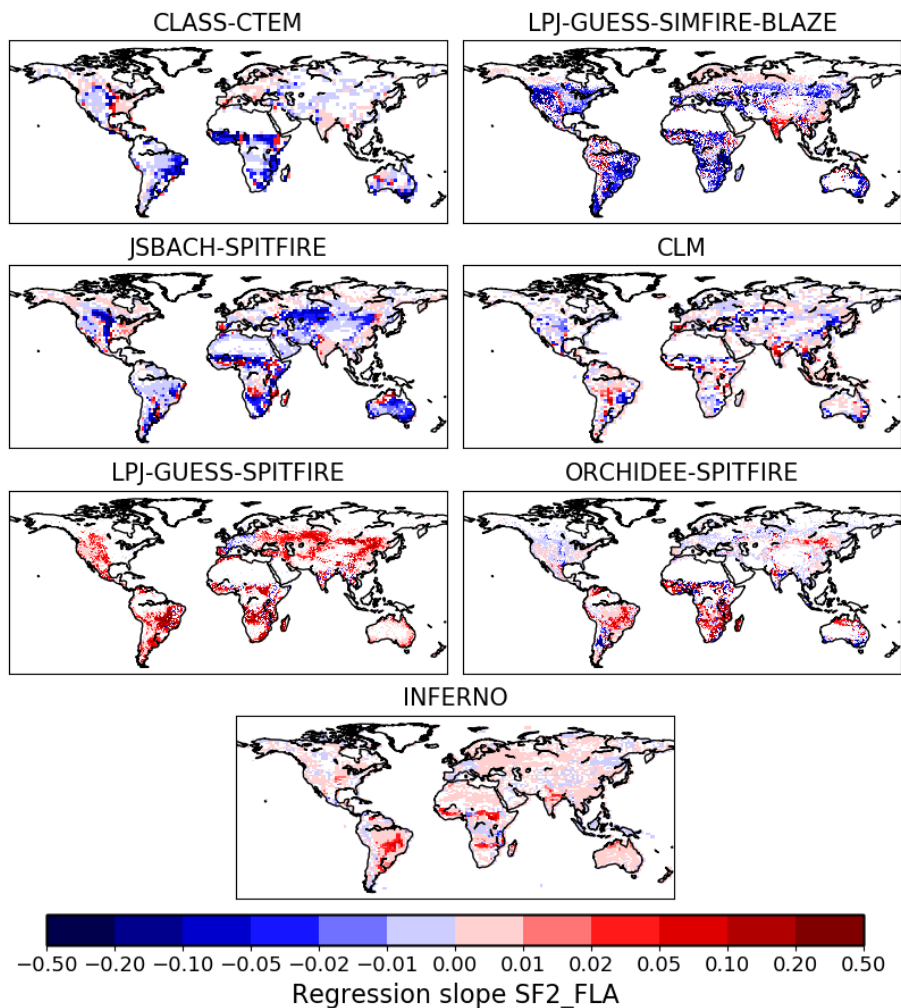 CLASS-CTEM
LPJ-GUESS-SIMFIRE-BLAZE
JSBACH-SPITFIRE
CLM
LPJ-GUESS-SPITFIRE
ORCHIDEE-SPITFIRE
INFERNO
−0.50 −0.20 −0.10 −0.05 −0.02 −0.01 0.00 0.01 0.02 0.05 0.10 0.20 0.50
Regression slope SF2_FLA